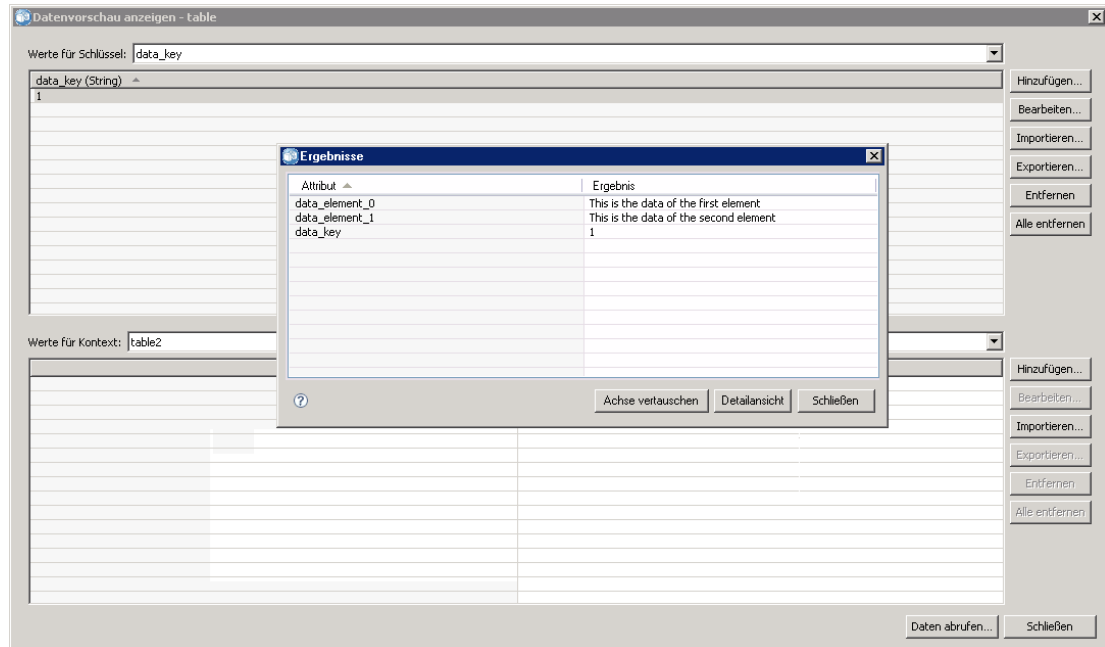 Datenvorschau anzeigen - table
Werte für Schlüssel: data_key
data_key (String)
1
Hinzufügen...
Bearbeiten...
Importieren...
Exportieren...
Entfernen
Alle entfernen
Ergebnisse
Attribut Ergebnis
data_element_0 This is the data of the first element
data_element_1 This is the data of the second element
data_key 1
? Achse vertauschen Detailansicht Schließen
Werte für Kontext: table2
Hinzufügen...
Bearbeiten...
Importieren...
Exportieren...
Entfernen
Alle entfernen
Daten abrufen... Schließen